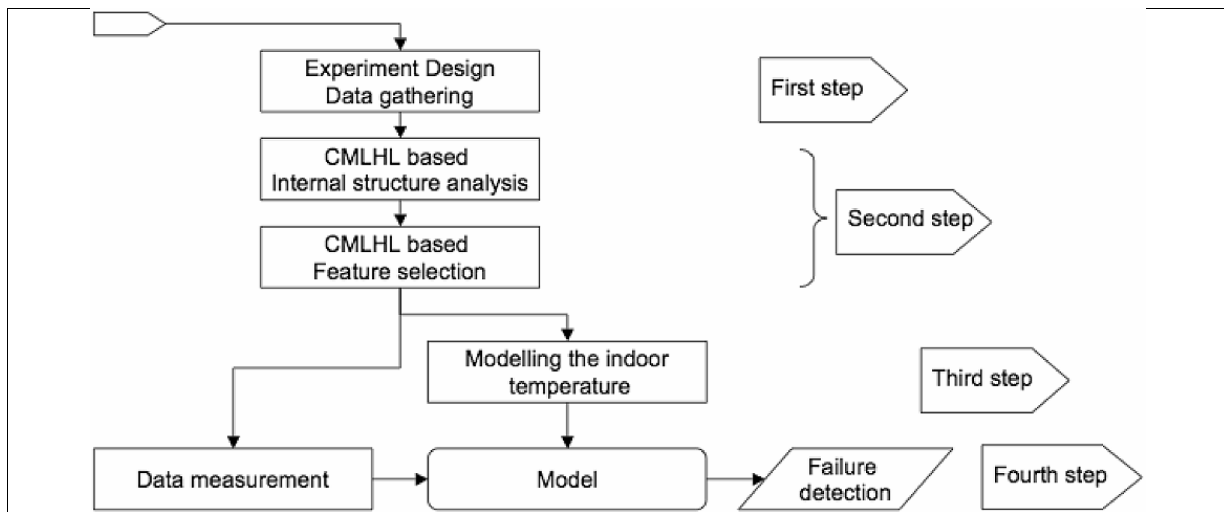 Experiment Design
Data gathering
First step
CMLHL based
Internal structure analysis
Second step
CMLHL based
Feature selection
Modelling the indoor
temperature
Third step
Data measurement
Model
Failure
detection
Fourth step